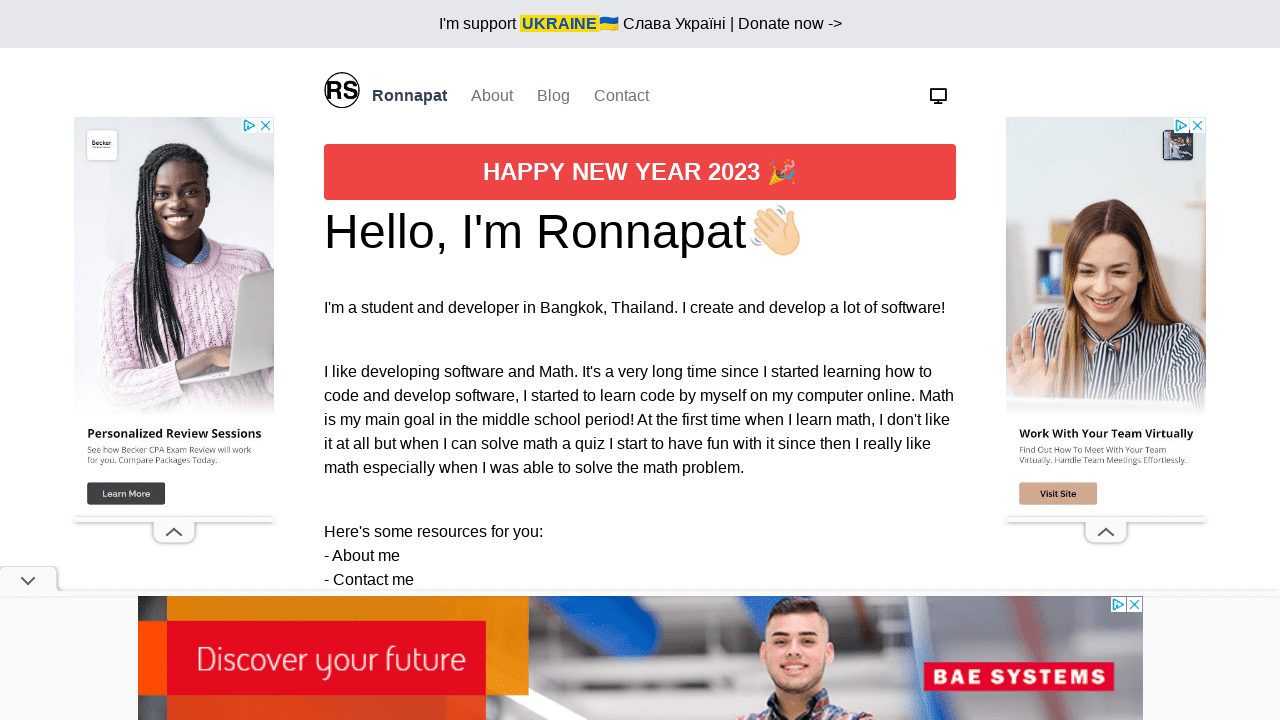 I'm support UKRAINE🇺🇦 Слава Україні | Donate now ->
RS Ronnapat About Blog Contact
HAPPY NEW YEAR 2023 🎉
Hello, I'm Ronnapat👋🏻
I'm a student and developer in Bangkok, Thailand. I create and develop a lot of software!
I like developing software and Math. It's a very long time since I started learning how to
code and develop software, I started to learn code by myself on my computer online. Math
is my main goal in the middle school period! At the first time when I learn math, I don't like
it at all but when I can solve math a quiz I start to have fun with it since then I really like
math especially when I was able to solve the math problem.
Here's some resources for you:
- About me
- Contact me
Becker.
Personalized Review Sessions
See how Becker CPA Exam Review will work
for you. Compare Packages Today.
Learn More
Work With Your Team Virtually
Find Out How To Meet With Your Team
Virtually. Handle Team Meetings Effortlessly.
Visit Site
Discover your future
BAE SYSTEMS